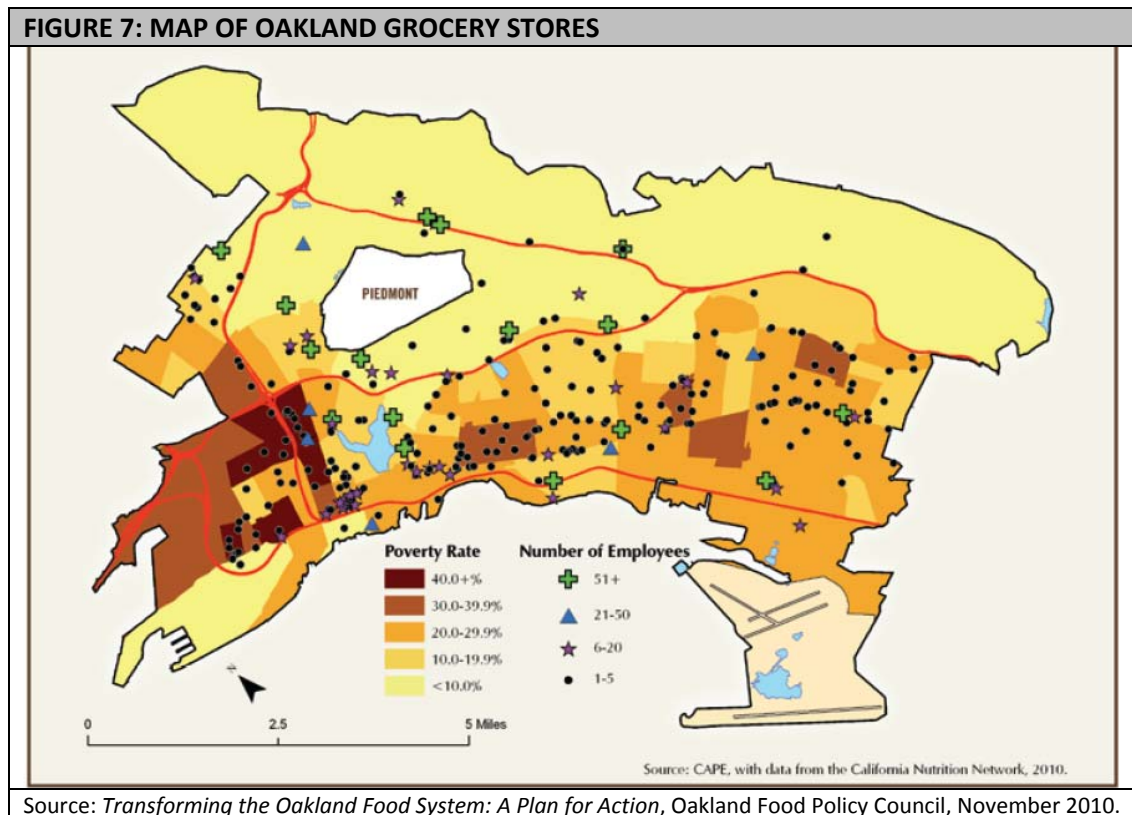 FIGURE 7: MAP OF OAKLAND GROCERY STORES
PIEDMONT
Poverty Rate
40.0+%
30.0-39.9%
20.0-29.9%
10.0-19.9%
<10.0%
Number of Employees
51+
21-50
6-20
1-5
N
0 2.5 5 Miles
Source: CAPE, with data from the California Nutrition Network, 2010.
Source: Transforming the Oakland Food System: A Plan for Action, Oakland Food Policy Council, November 2010.